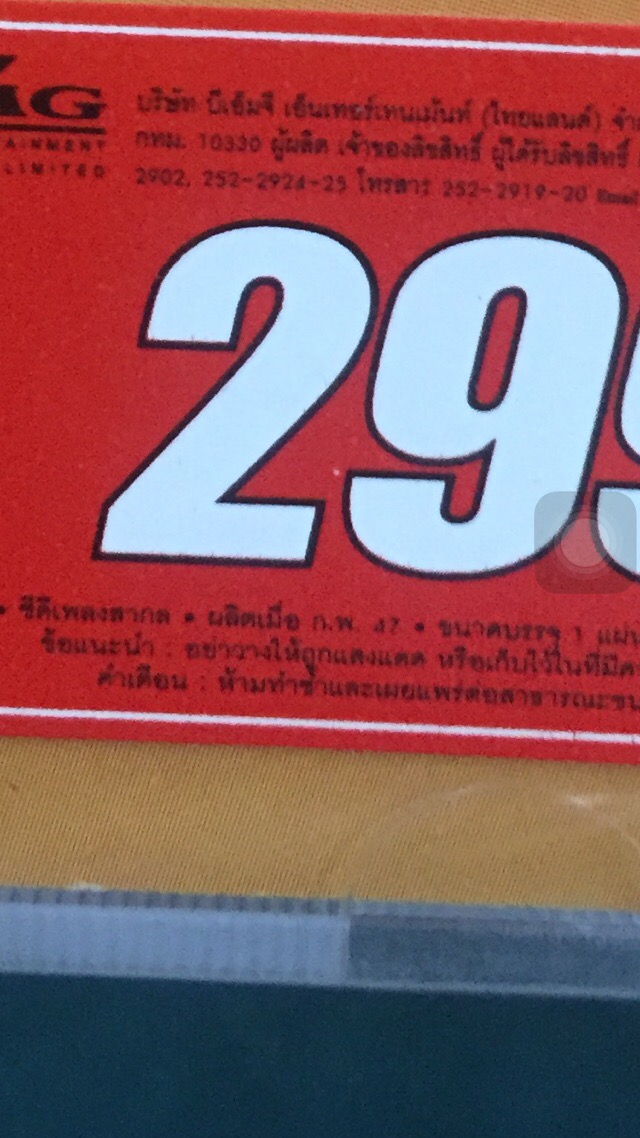 AG
AINMENT
LIMITED
บริษัท บีเอ็มจี เอ็นเทอร์เทนเม้นท์ (ไทยแลนด์) จำ
กทม. 10330 ผู้ผลิต เจ้าของลิขสิทธิ์ ผู้ได้รับลิขสิทธิ์
2902, 252-2924-25 โทรสาร 252-2919-20 Email
299
• ซีดีเพลงสากล • ผลิตเมื่อ ก.พ. 47 • ขนาดบรรจุ 1 แผ่น
ข้อแนะนำ : อย่าวางให้ถูกแสงแดด หรือเก็บไว้ในที่มีค
คำเตือน : ห้ามทำซ้ำและเผยแพร่ต่อสาธารณะชน